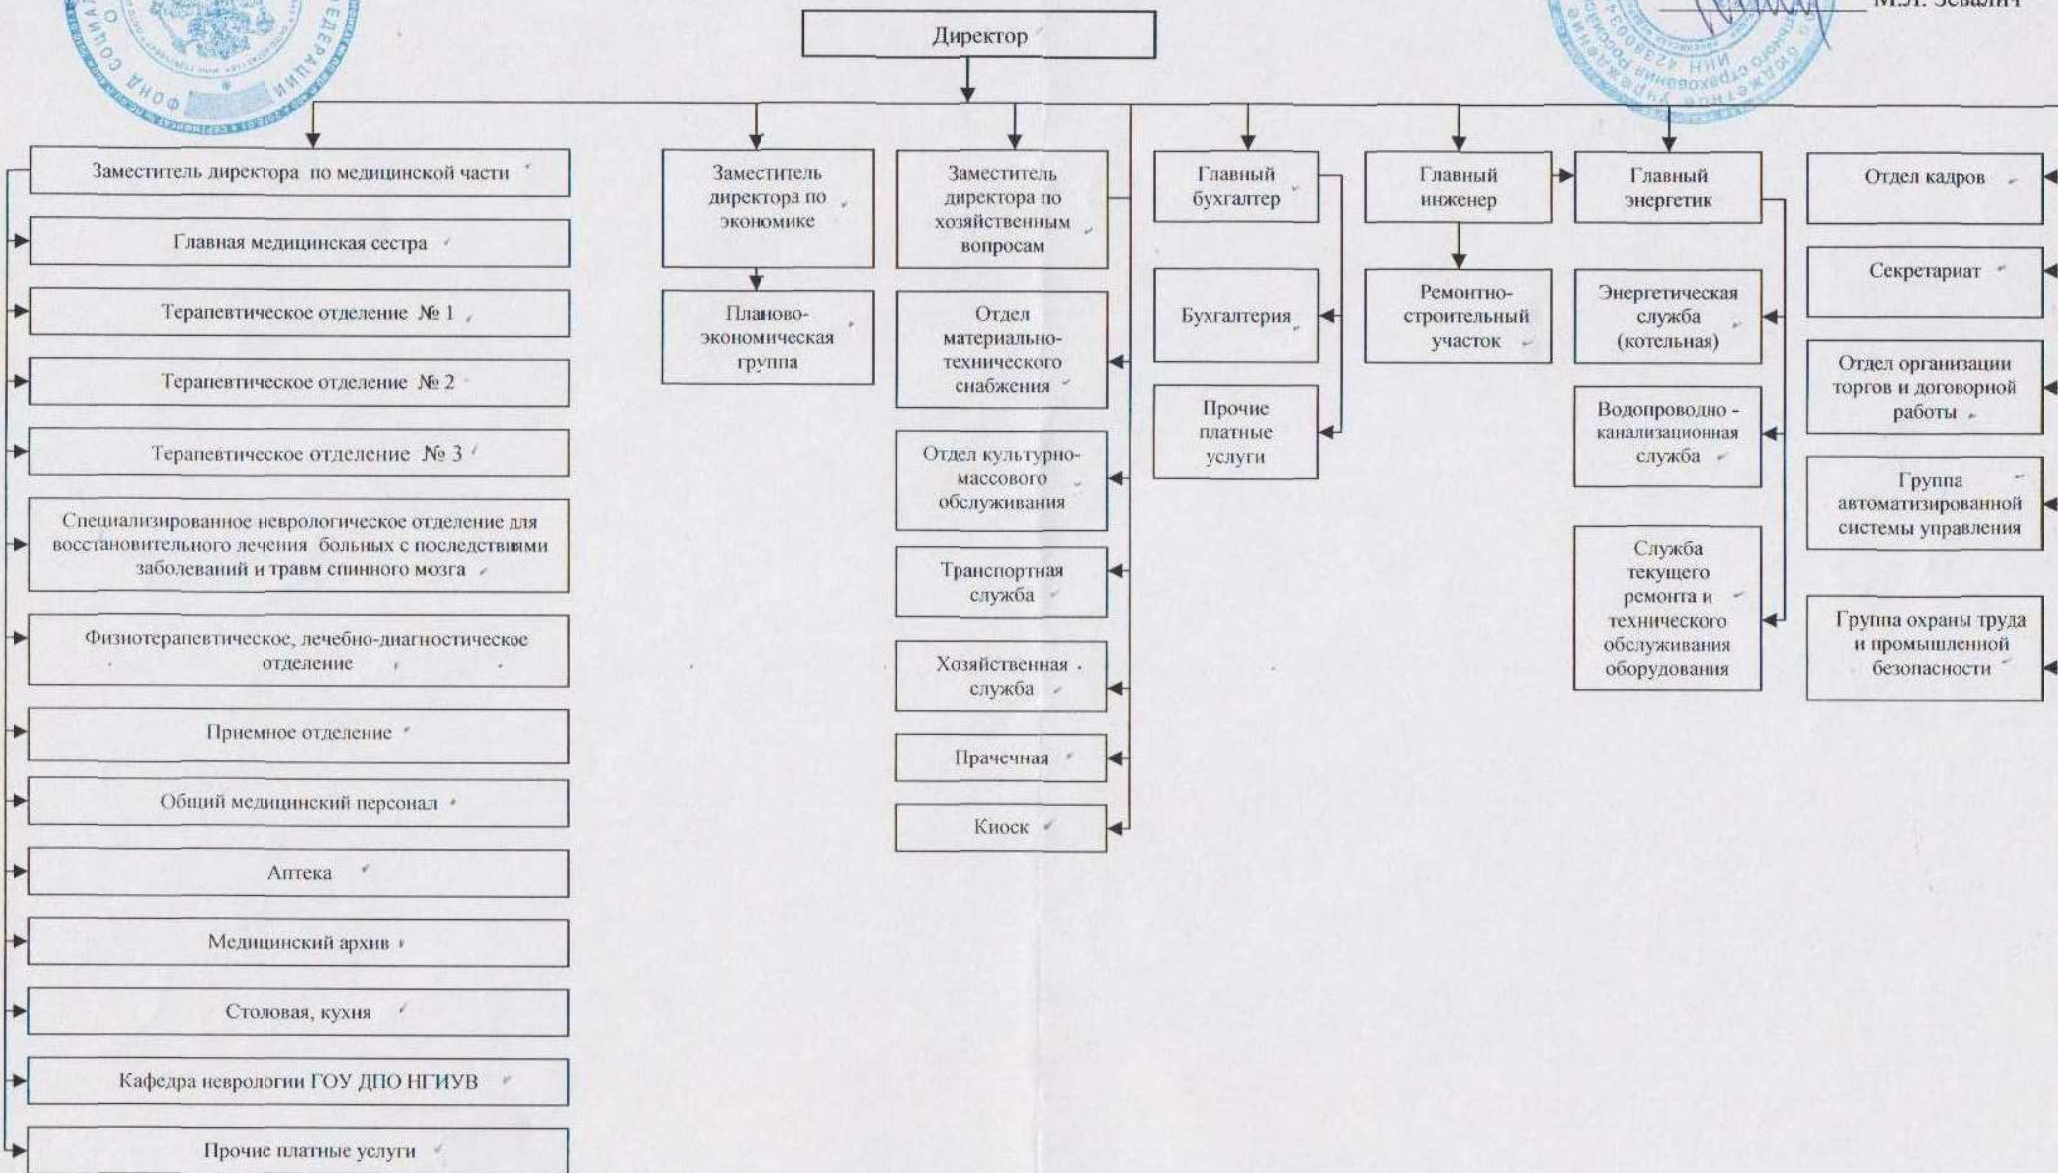 ФОНД СОЦИАЛ
ЕДЕРАЦИИ
М.Л. Зевалич
Директор
Заместитель директора по медицинской части
Главная медицинская сестра
Терапевтическое отделение № 1
Терапевтическое отделение № 2
Терапевтическое отделение № 3
Специализированное неврологическое отделение для
восстановительного лечения больных с последствиями
заболеваний и травм спинного мозга
Физиотерапевтическое, лечебно-диагностическое
отделение
Приемное отделение
Общий медицинский персонал
Аптека
Медицинский архив
Столовая, кухня
Кафедра неврологии ГОУ ДПО НГИУВ
Прочие платные услуги
Заместитель
директора по
экономике
Планово-
экономическая
группа
Заместитель
директора по
хозяйственным
вопросам
Отдел
материально-
технического
снабжения
Отдел культурно-
массового
обслуживания
Транспортная
служба
Хозяйственная
служба
Прачечная
Киоск
Главный
бухгалтер
Бухгалтерия
Прочие
платные
услуги
Главный
инженер
Ремонтно-
строительный
участок
Главный
энергетик
Энергетическая
служба
(котельная)
Водопроводно -
канализационная
служба
Служба
текущего
ремонта и
технического
обслуживания
оборудования
Отдел кадров
Секретариат
Отдел организации
торгов и договорной
работы
Группа
автоматизированной
системы управления
Группа охраны труда
и промышленной
безопасности